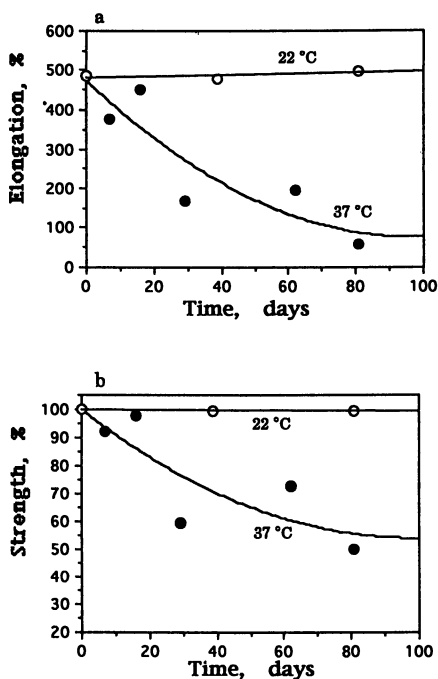 a
600
500
400
300
200
100
0
Elongation, %
22 °C
37 °C
0 20 40 60 80 100
Time, days
b
100
90
80
70
60
50
40
30
20
Strength, %
22 °C
37 °C
0 20 40 60 80 100
Time, days